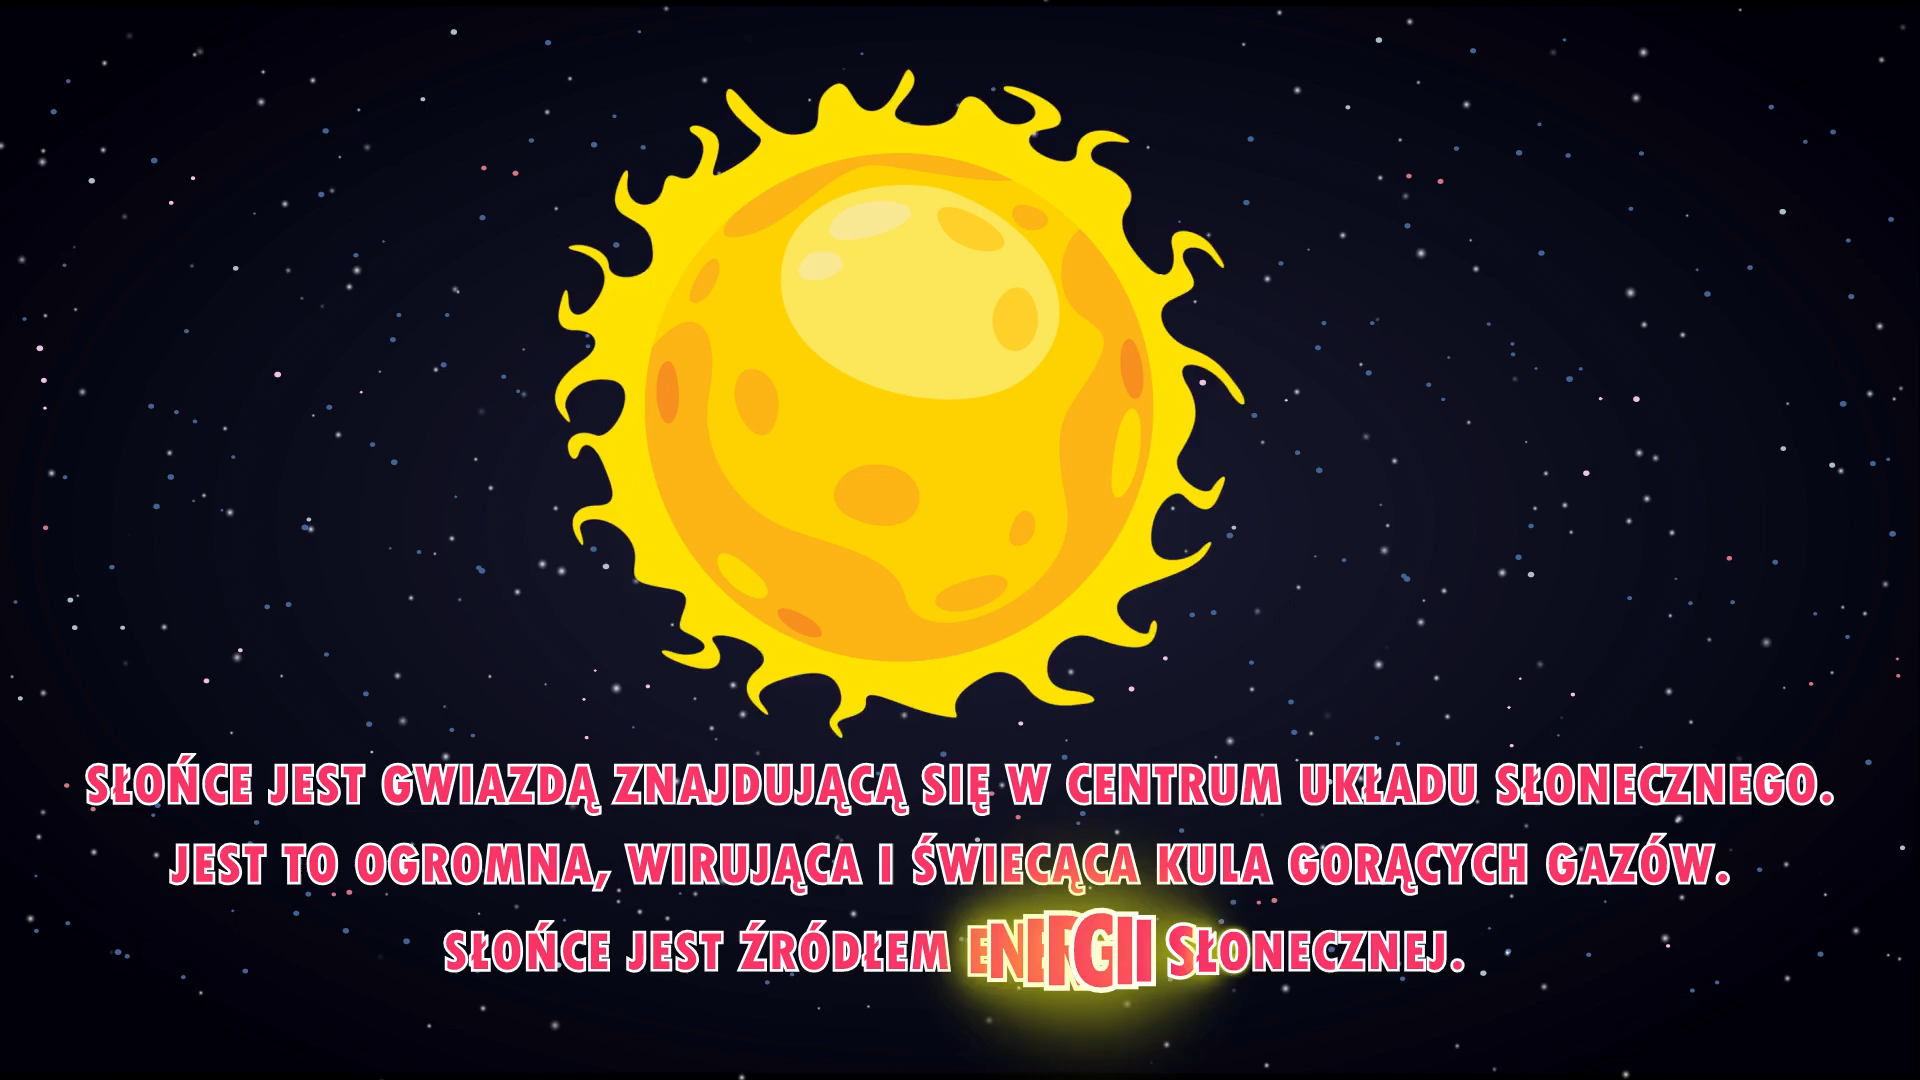 SŁOŃCE JEST GWIAZDĄ ZNAJDUJĄCĄ SIĘ W CENTRUM UKŁADU SŁONECZNEGO.
JEST TO OGROMNA, WIRUJĄCA I ŚWIECĄCA KULA GORĄCYCH GAZÓW.
SŁOŃCE JEST ŹRÓDŁEM ENERGII SŁONECZNEJ.